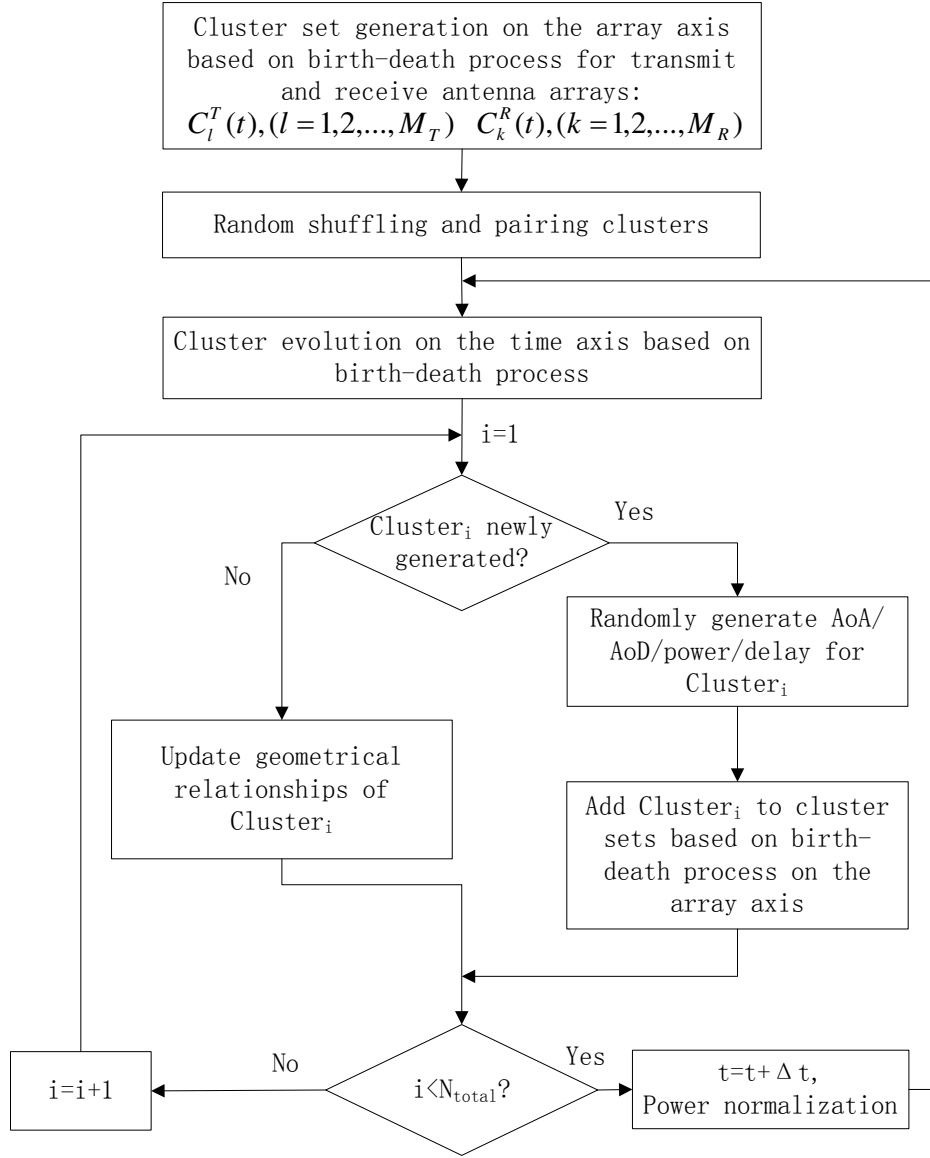 Cluster set generation on the array axis
based on birth-death process for transmit
and receive antenna arrays:
C_l^T(t),(l=1,2,...,M_T)  C_k^R(t),(k=1,2,...,M_R)
Random shuffling and pairing clusters
Cluster evolution on the time axis based on
birth-death process
i=1
Cluster_i newly
generated?
Yes
No
Randomly generate AoA/
AoD/power/delay for
Cluster_i
Update geometrical
relationships of
Cluster_i
Add Cluster_i to cluster
sets based on birth-
death process on the
array axis
i=i+1
No
i<N_total?
Yes
t=t+Δt,
Power normalization